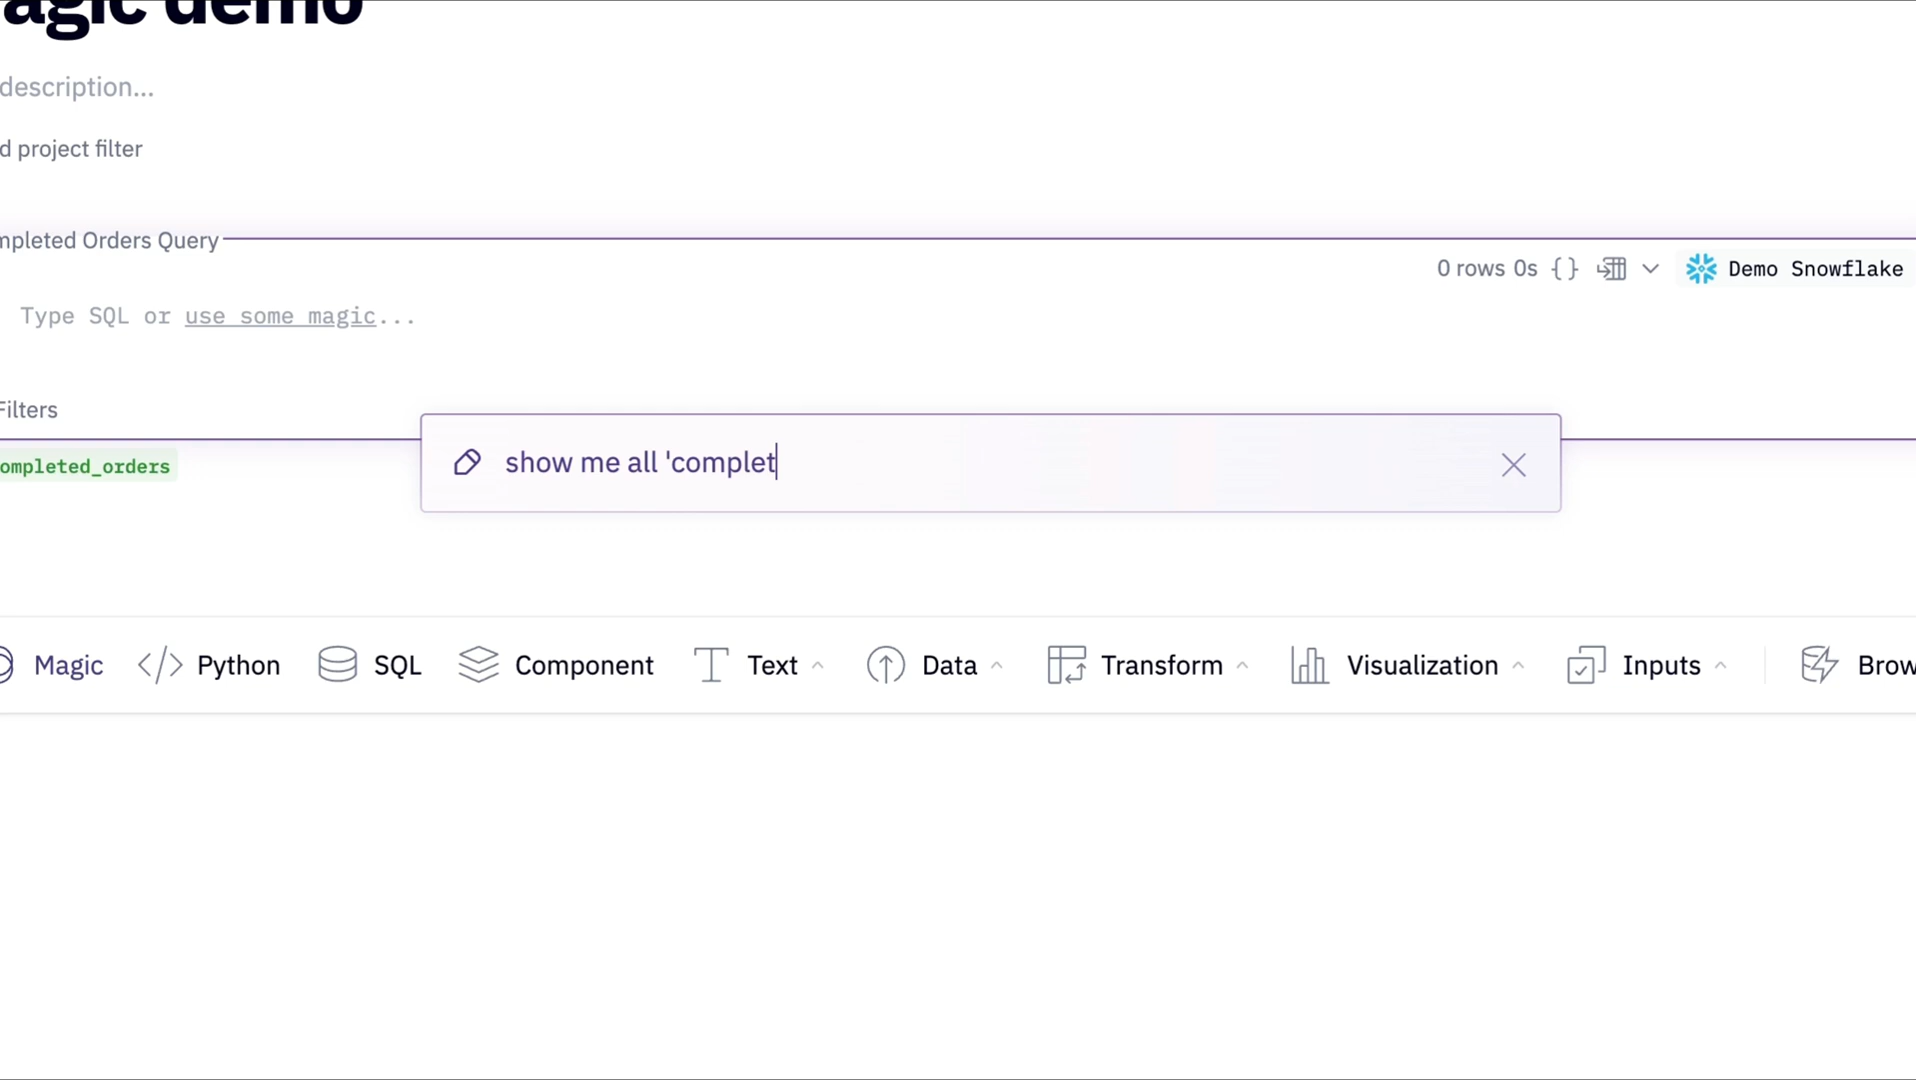 agic demo
description...
d project filter
mpleted Orders Query
0 rows 0s {} Demo Snowflake
Type SQL or use some magic...
Filters
show me all 'complet
ompleted_orders
Magic </> Python SQL Component Text Data Transform Visualization Inputs Brow